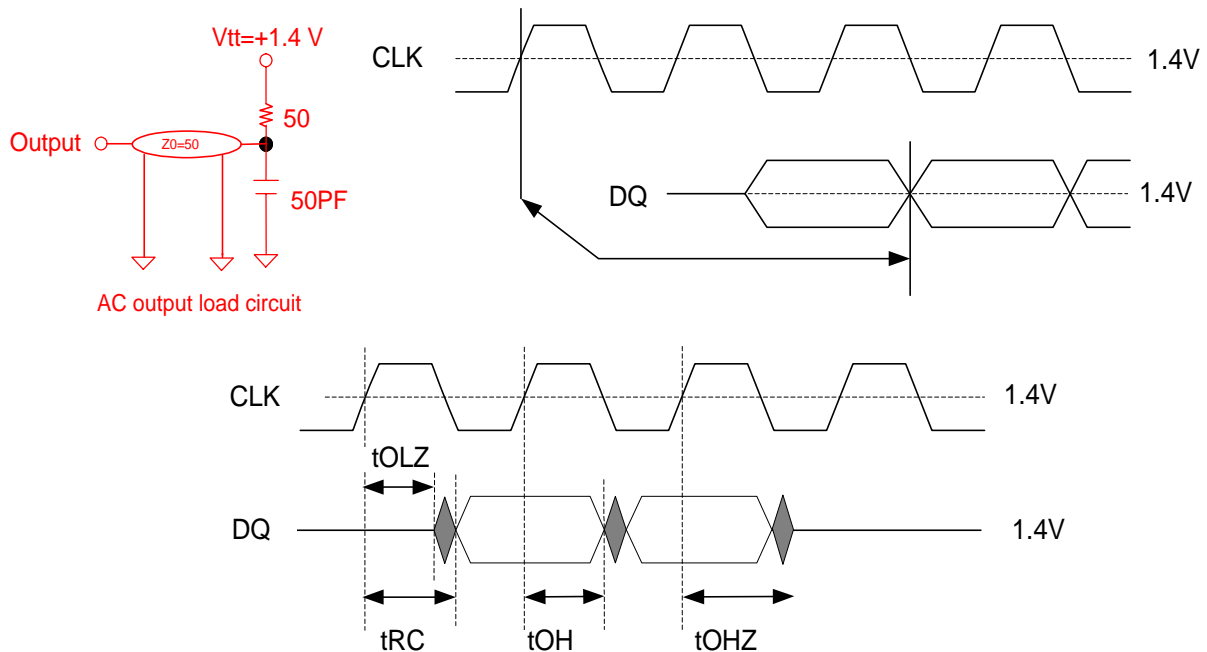 Vtt=+1.4 V
50
Output
Z0=50
50PF
AC output load circuit
CLK
1.4V
DQ
1.4V
CLK
1.4V
tOLZ
DQ
1.4V
tRC
tOH
tOHZ